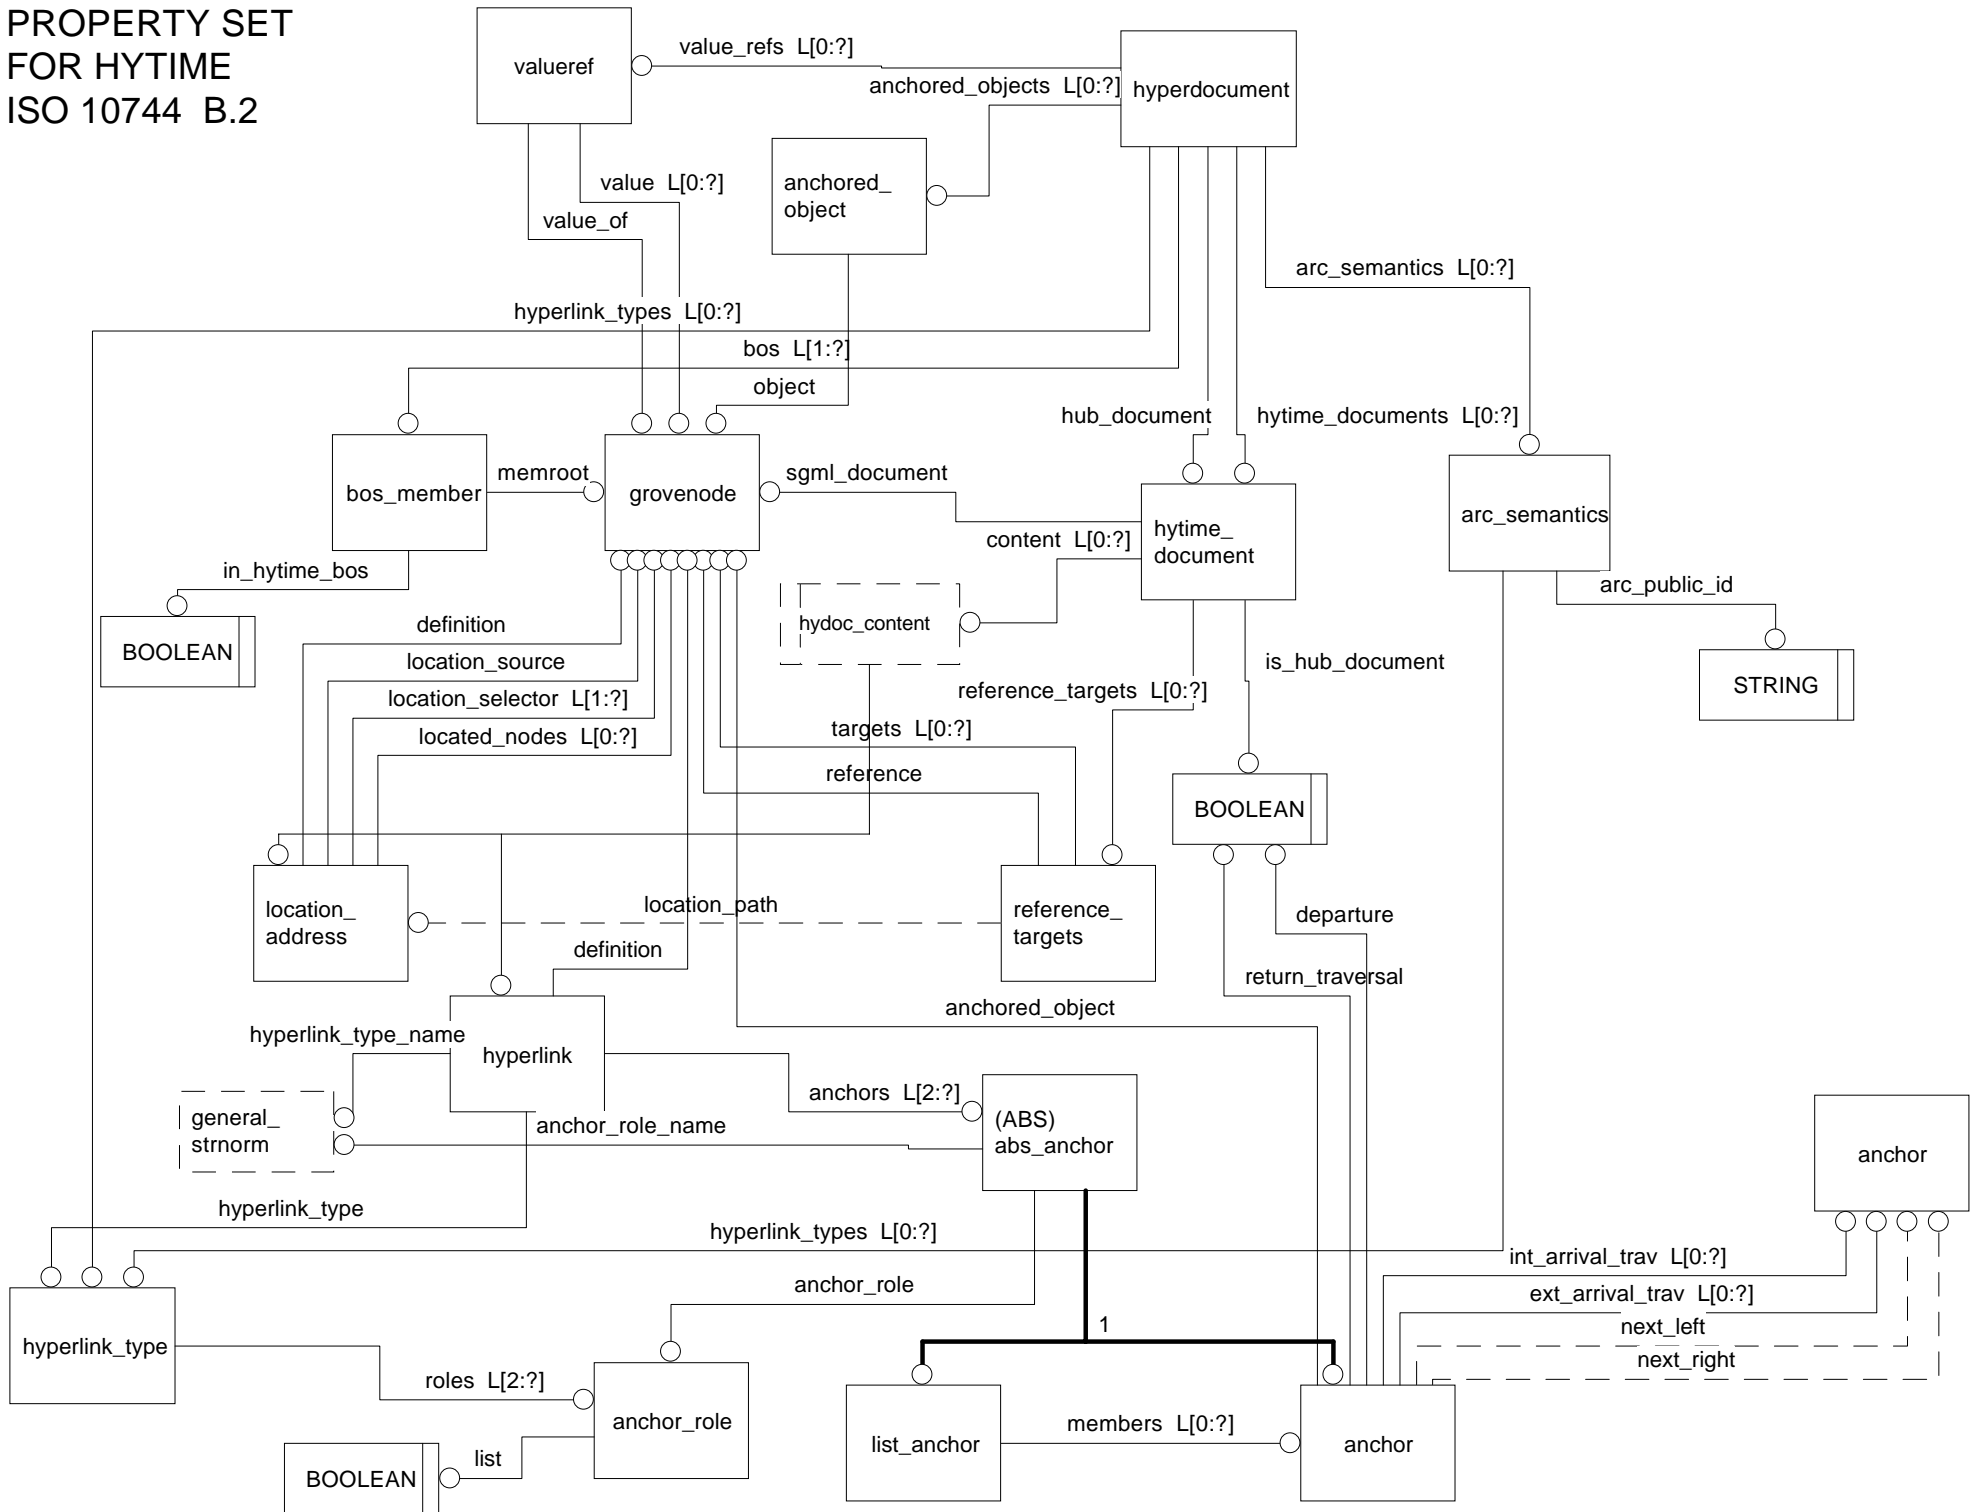 PROPERTY SET
FOR HYTIME
ISO 10744  B.2
valueref
value_refs  L[0:?]
anchored_objects  L[0:?]
hyperdocument
anchored_
object
value  L[0:?]
value_of
arc_semantics  L[0:?]
hyperlink_types  L[0:?]
bos  L[1:?]
object
hub_document
hytime_documents  L[0:?]
bos_member
memroot
grovenode
sgml_document
hytime_
document
arc_semantics
content  L[0:?]
in_hytime_bos
arc_public_id
BOOLEAN
definition
hydoc_content
location_source
is_hub_document
location_selector  L[1:?]
reference_targets  L[0:?]
STRING
located_nodes  L[0:?]
targets  L[0:?]
reference
BOOLEAN
location_
address
location_path
reference_
targets
departure
definition
return_traversal
anchored_object
hyperlink_type_name
hyperlink
anchors  L[2:?]
(ABS)
abs_anchor
general_
strnorm
anchor_role_name
anchor
hyperlink_type
hyperlink_types  L[0:?]
int_arrival_trav  L[0:?]
anchor_role
ext_arrival_trav  L[0:?]
1
next_left
hyperlink_type
next_right
roles  L[2:?]
anchor_role
list_anchor
members  L[0:?]
anchor
list
BOOLEAN